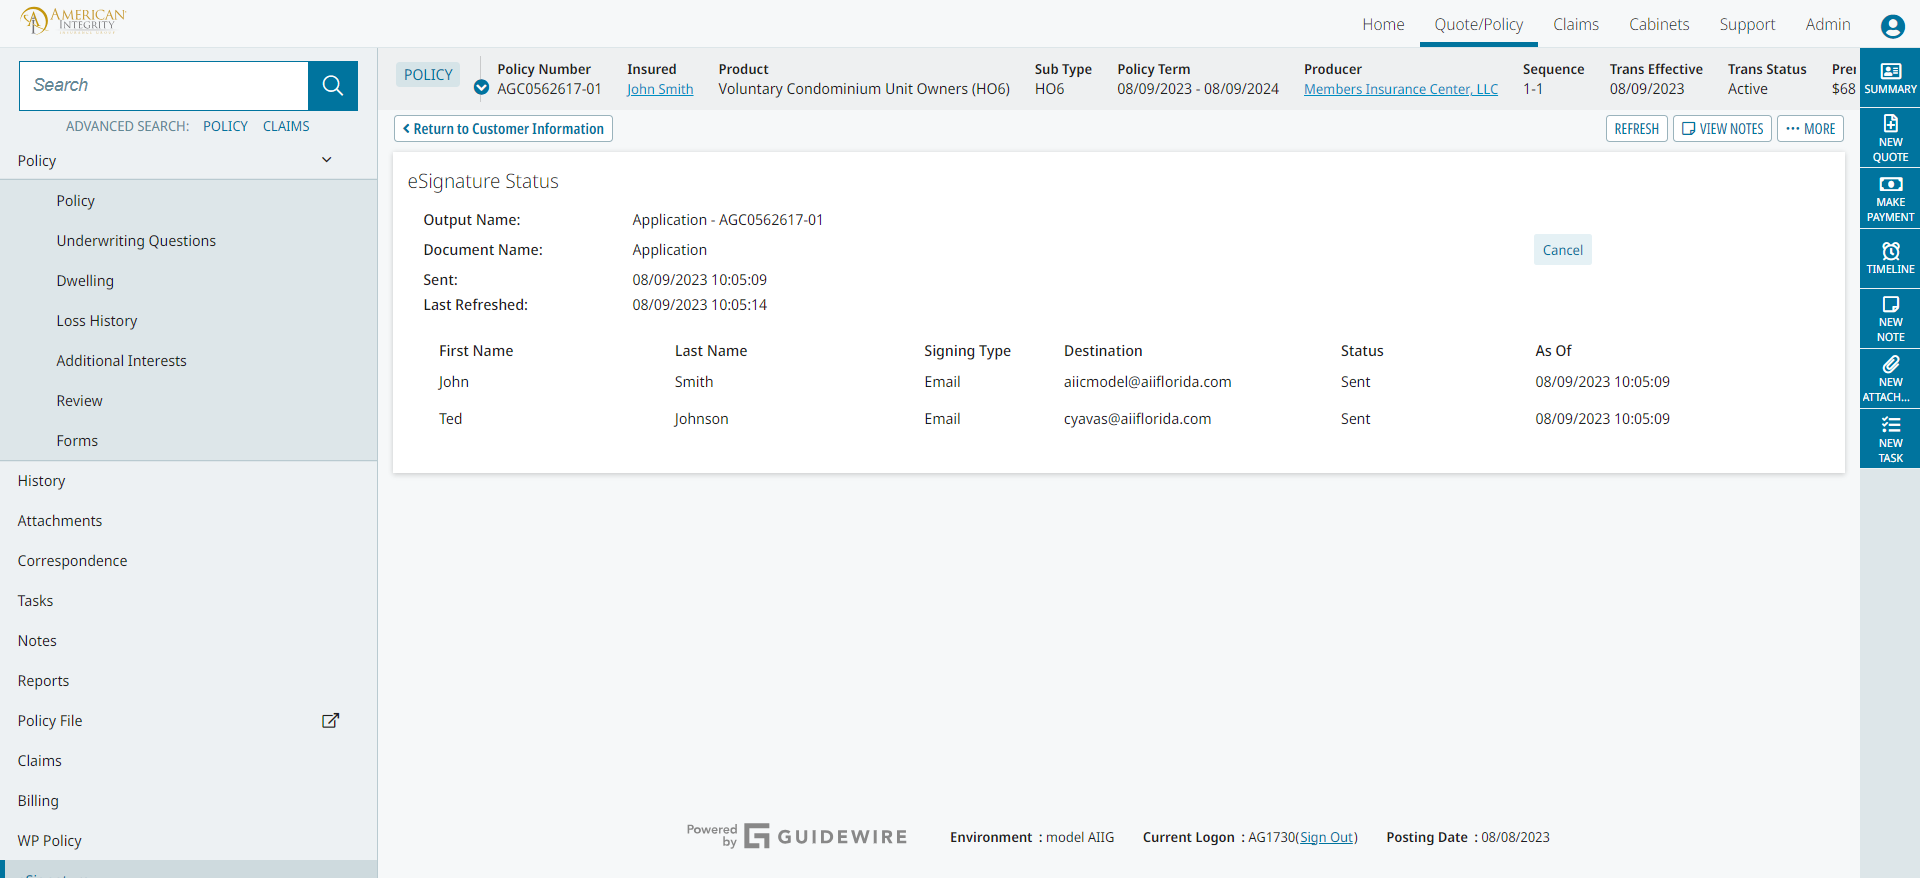 AMERICAN
INTEGRITY
Home Quote/Policy Claims Cabinets Support Admin
Search
ADVANCED SEARCH: POLICY CLAIMS
Policy
Policy
Underwriting Questions
Dwelling
Loss History
Additional Interests
Review
Forms
History
Attachments
Correspondence
Tasks
Notes
Reports
Policy File
Claims
Billing
WP Policy
POLICY
Policy Number Insured Product Sub Type Policy Term Producer Sequence Trans Effective Trans Status
AGC0562617-01 John Smith Voluntary Condominium Unit Owners (HO6) HO6 08/09/2023 - 08/09/2024 Members Insurance Center, LLC 1-1 08/09/2023 Active $68
Return to Customer Information
REFRESH VIEW NOTES ··· MORE
eSignature Status
Output Name: Application - AGC0562617-01
Document Name: Application
Cancel
Sent: 08/09/2023 10:05:09
Last Refreshed: 08/09/2023 10:05:14
First Name Last Name Signing Type Destination Status As Of
John Smith Email aiicmodel@aiiflorida.com Sent 08/09/2023 10:05:09
Ted Johnson Email cyavas@aiiflorida.com Sent 08/09/2023 10:05:09
SUMMARY
NEW
QUOTE
MAKE
PAYMENT
TIMELINE
NEW
NOTE
NEW
ATTACH...
NEW
TASK
Powered
by
GUIDEWIRE
Environment : model AIIG Current Logon : AG1730(Sign Out) Posting Date : 08/08/2023